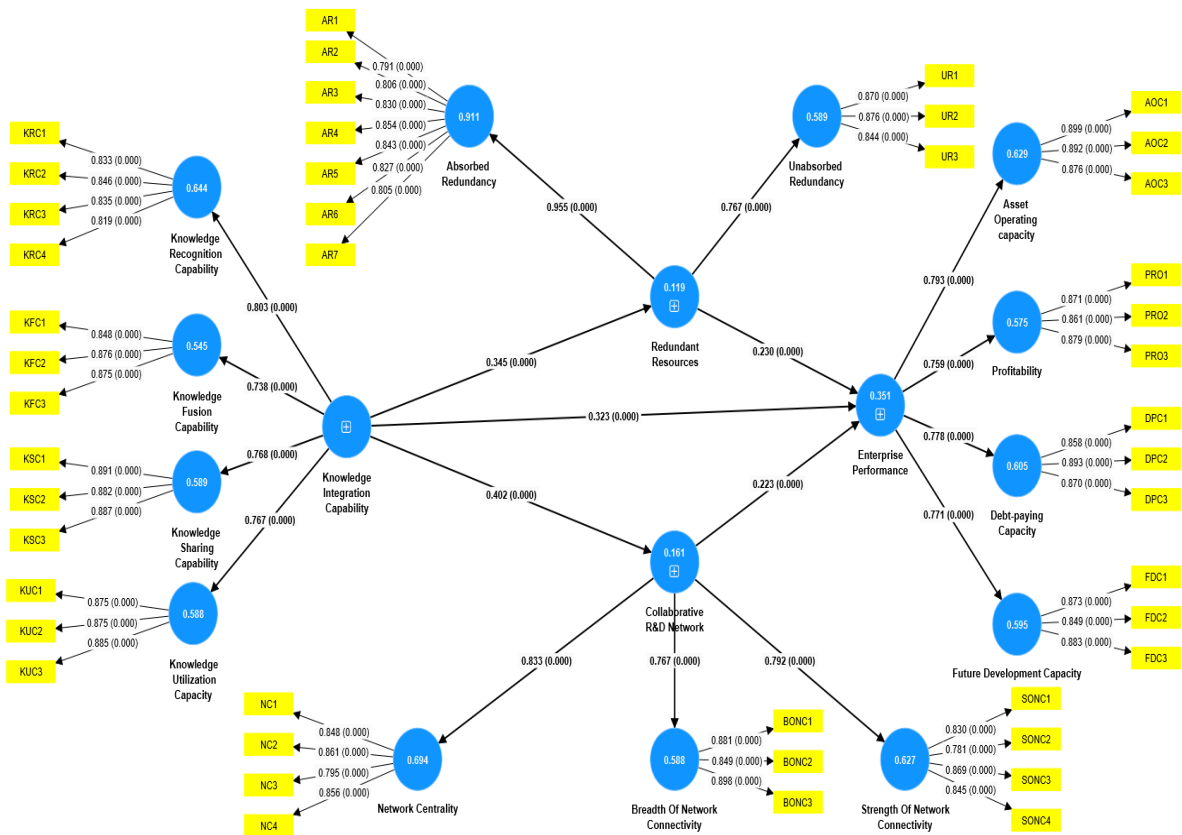 AR1
AR2
AR3
AR4
AR5
AR6
AR7
0.791 (0.000)
0.806 (0.000)
0.830 (0.000)
0.854 (0.000)
0.843 (0.000)
0.827 (0.000)
0.805 (0.000)
0.911
Absorbed
Redundancy
UR1
UR2
UR3
0.870 (0.000)
0.876 (0.000)
0.844 (0.000)
0.589
Unabsorbed
Redundancy
AOC1
AOC2
AOC3
0.899 (0.000)
0.892 (0.000)
0.876 (0.000)
0.629
Asset
Operating
capacity
KRC1
KRC2
KRC3
KRC4
0.833 (0.000)
0.846 (0.000)
0.835 (0.000)
0.819 (0.000)
0.644
Knowledge
Recognition
Capability
0.955 (0.000)
0.767 (0.000)
0.119
Redundant
Resources
0.793 (0.000)
PRO1
PRO2
PRO3
0.871 (0.000)
0.861 (0.000)
0.879 (0.000)
0.575
Profitability
0.803 (0.000)
KFC1
KFC2
KFC3
0.848 (0.000)
0.876 (0.000)
0.875 (0.000)
0.545
Knowledge
Fusion
Capability
0.738 (0.000)
0.345 (0.000)
0.230 (0.000)
0.759 (0.000)
0.351
Enterprise
Performance
0.323 (0.000)
0.778 (0.000)
DPC1
DPC2
DPC3
0.858 (0.000)
0.893 (0.000)
0.870 (0.000)
0.605
Debt-paying
Capacity
KSC1
KSC2
KSC3
0.891 (0.000)
0.882 (0.000)
0.887 (0.000)
0.589
Knowledge
Sharing
Capability
0.768 (0.000)
Knowledge
Integration
Capability
0.402 (0.000)
0.223 (0.000)
0.771 (0.000)
0.767 (0.000)
0.161
Collaborative
R&D Network
KUC1
KUC2
KUC3
0.875 (0.000)
0.875 (0.000)
0.885 (0.000)
0.588
Knowledge
Utilization
Capacity
FDC1
FDC2
FDC3
0.873 (0.000)
0.849 (0.000)
0.883 (0.000)
0.595
Future Development Capacity
0.833 (0.000)
0.767 (0.000)
0.792 (0.000)
NC1
NC2
NC3
NC4
0.848 (0.000)
0.861 (0.000)
0.795 (0.000)
0.856 (0.000)
0.694
Network Centrality
BONC1
BONC2
BONC3
0.881 (0.000)
0.849 (0.000)
0.898 (0.000)
0.588
Breadth Of Network
Connectivity
SONC1
SONC2
SONC3
SONC4
0.830 (0.000)
0.781 (0.000)
0.869 (0.000)
0.845 (0.000)
0.627
Strength Of Network
Connectivity